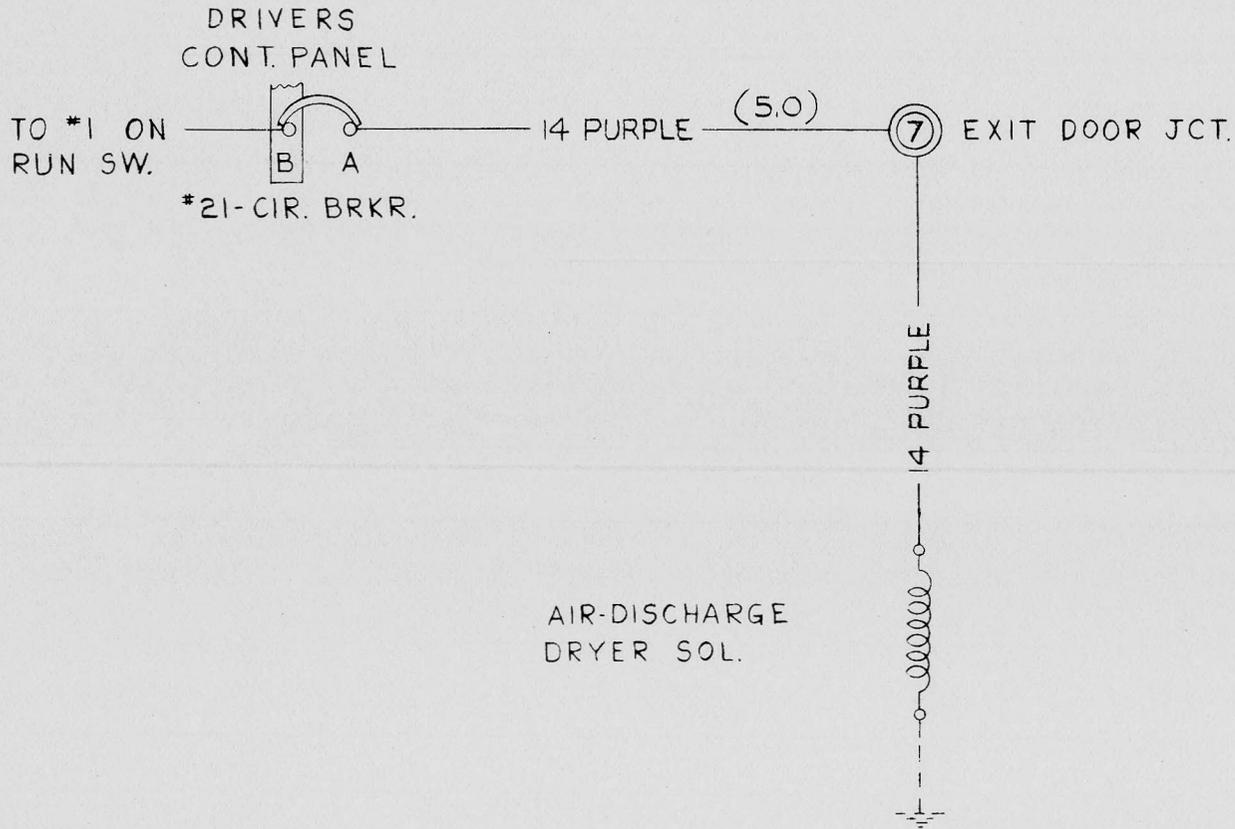 DRIVERS
CONT. PANEL
TO #1 ON
RUN SW.
B A
#21-CIR. BRKR.
14 PURPLE
(5.0)
7
EXIT DOOR JCT.
14 PURPLE
AIR-DISCHARGE
DRYER SOL.